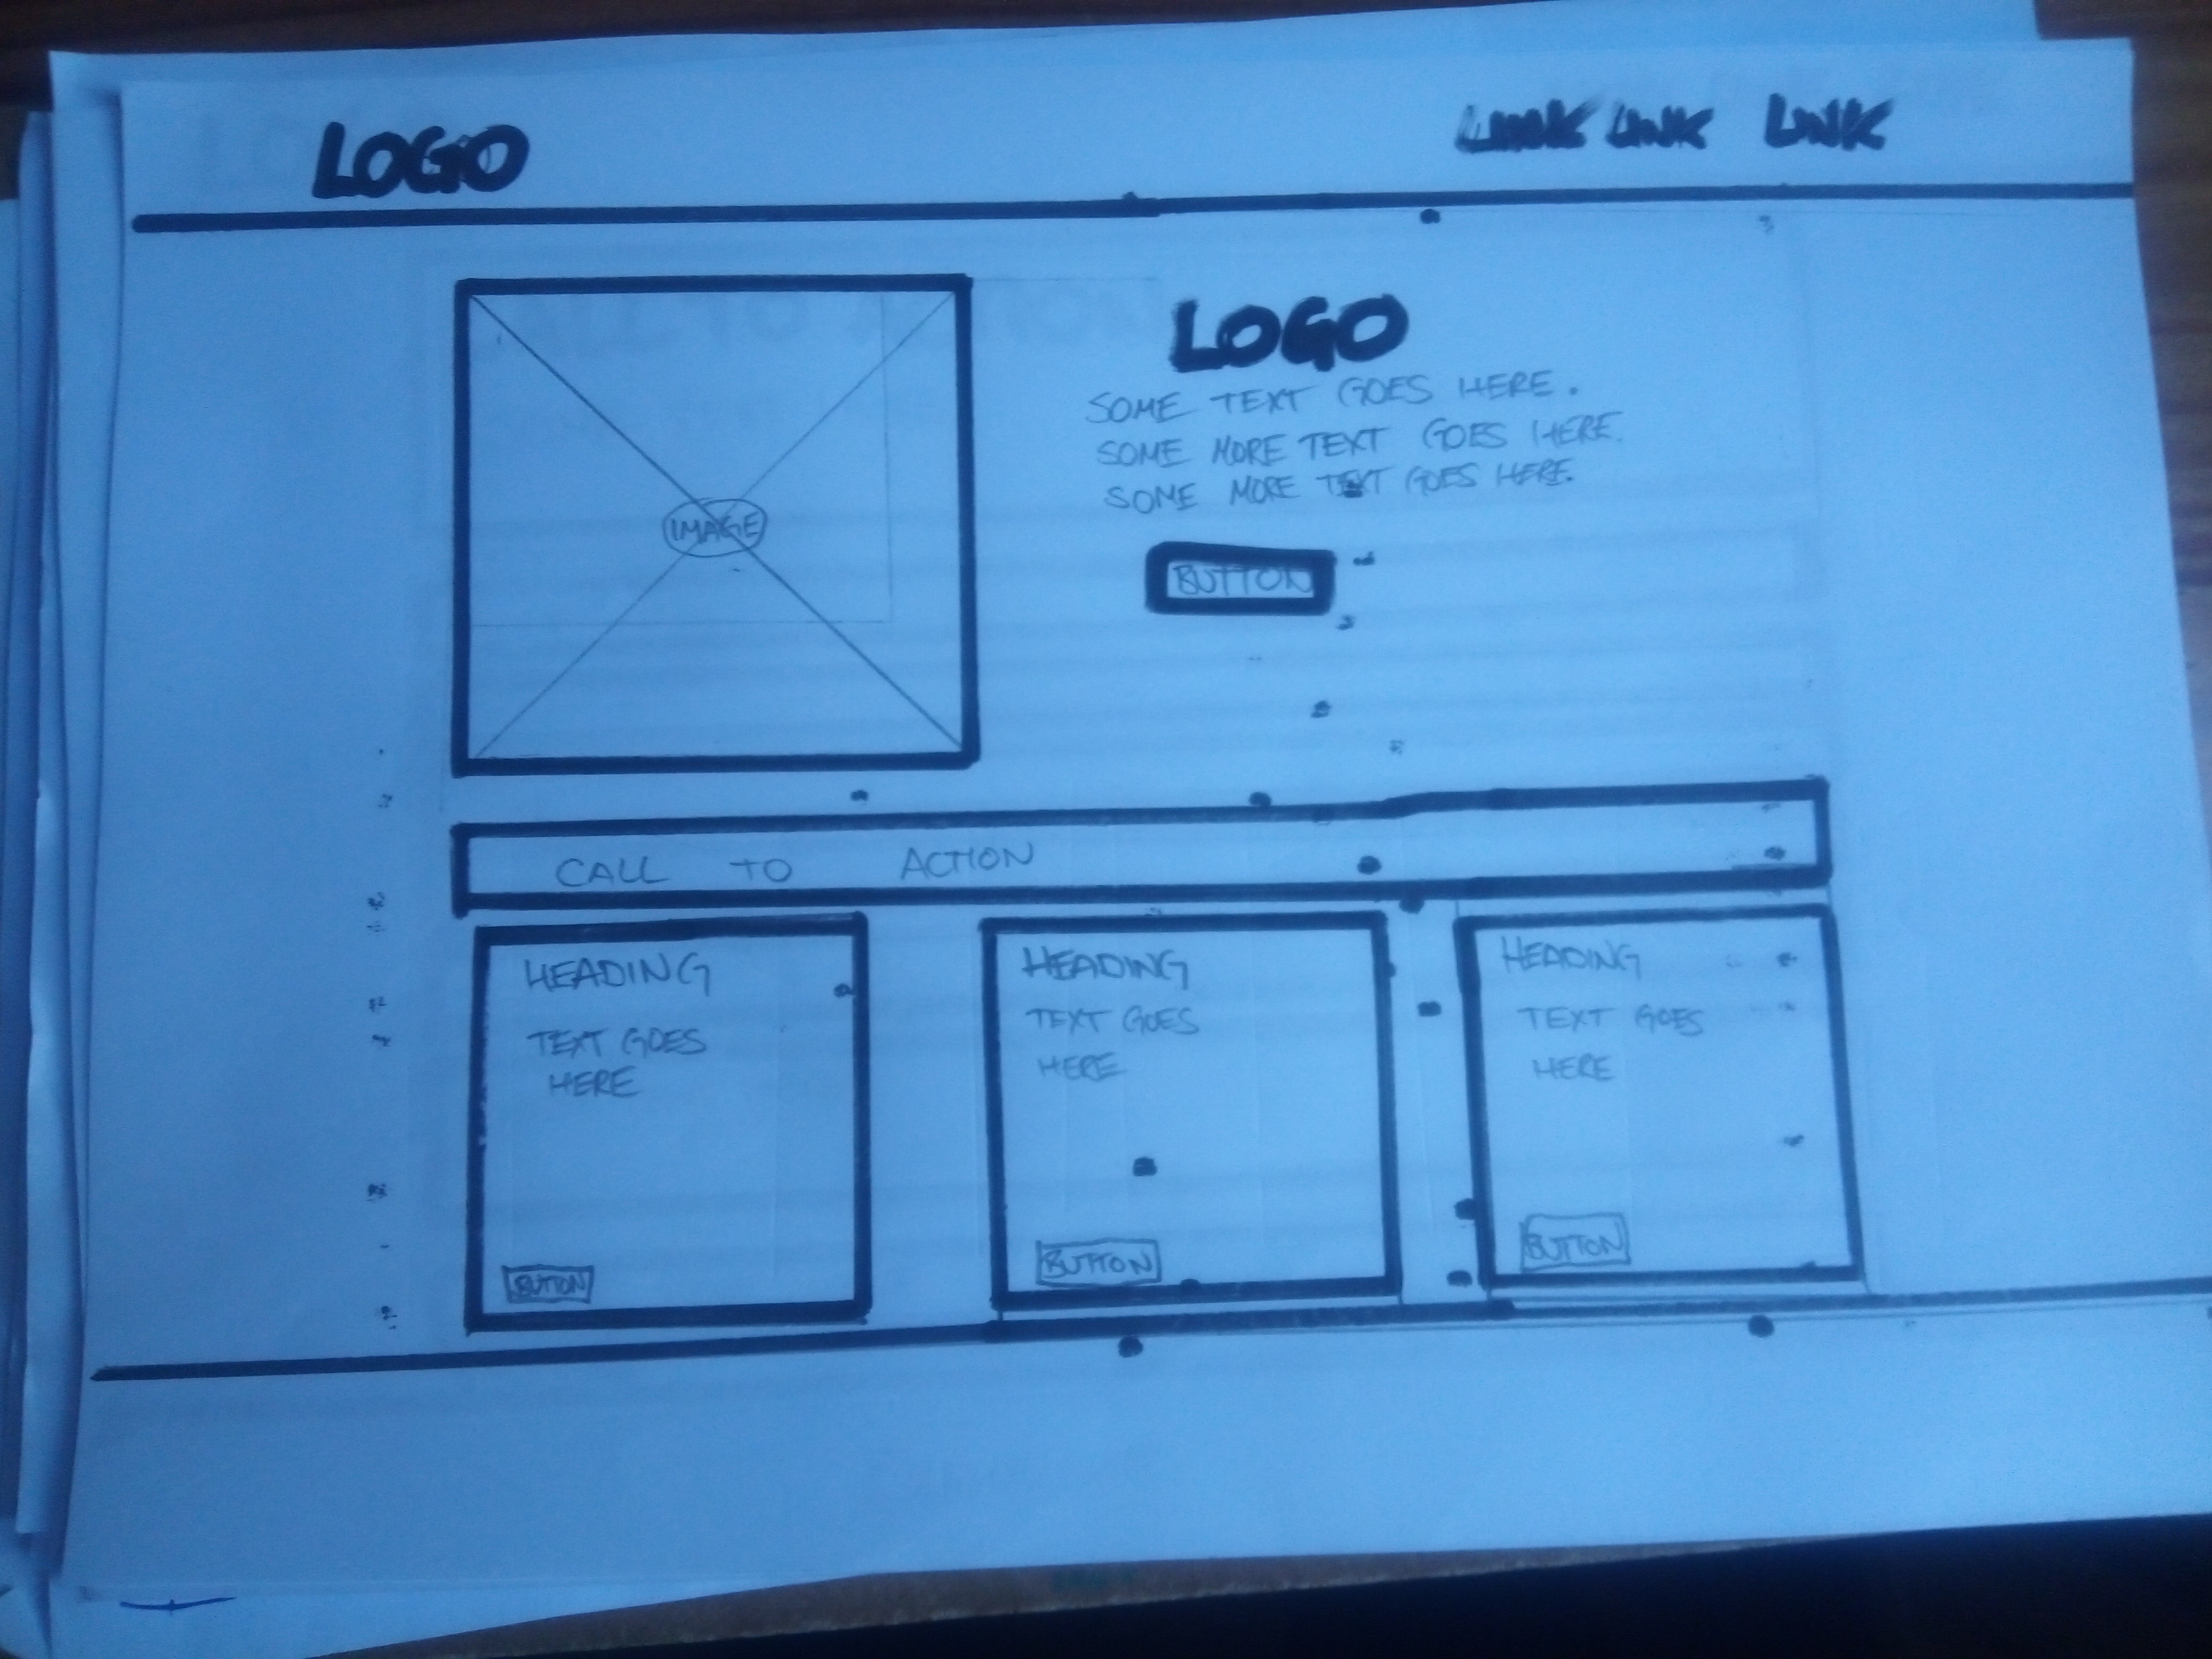 LOGO
LINK LINK LINK
LOGO
SOME TEXT GOES HERE.
SOME MORE TEXT GOES HERE.
SOME MORE TEXT GOES HERE.
IMAGE
BUTTON
CALL TO ACTION
HEADING
TEXT GOES
HERE
BUTTON
HEADING
TEXT GOES
HERE
BUTTON
HEADING
TEXT GOES
HERE
BUTTON